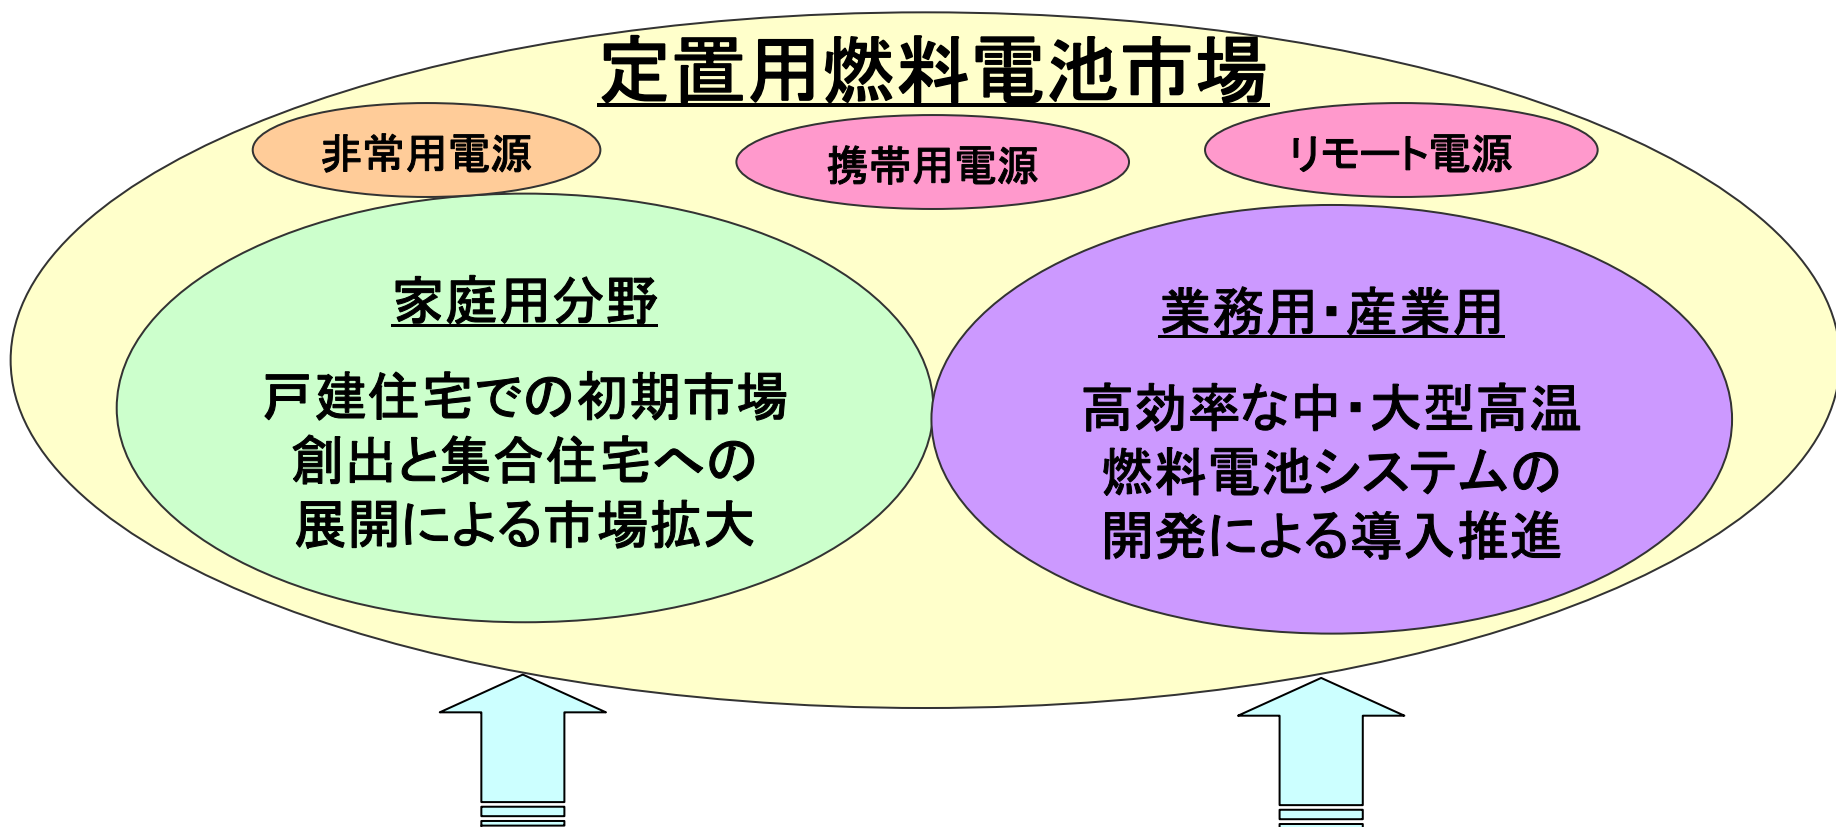 定置用燃料電池市場
非常用電源
携帯用電源
リモート電源
家庭用分野
戸建住宅での初期市場
創出と集合住宅への
展開による市場拡大
業務用・産業用
高効率な中・大型高温
燃料電池システムの
開発による導入推進